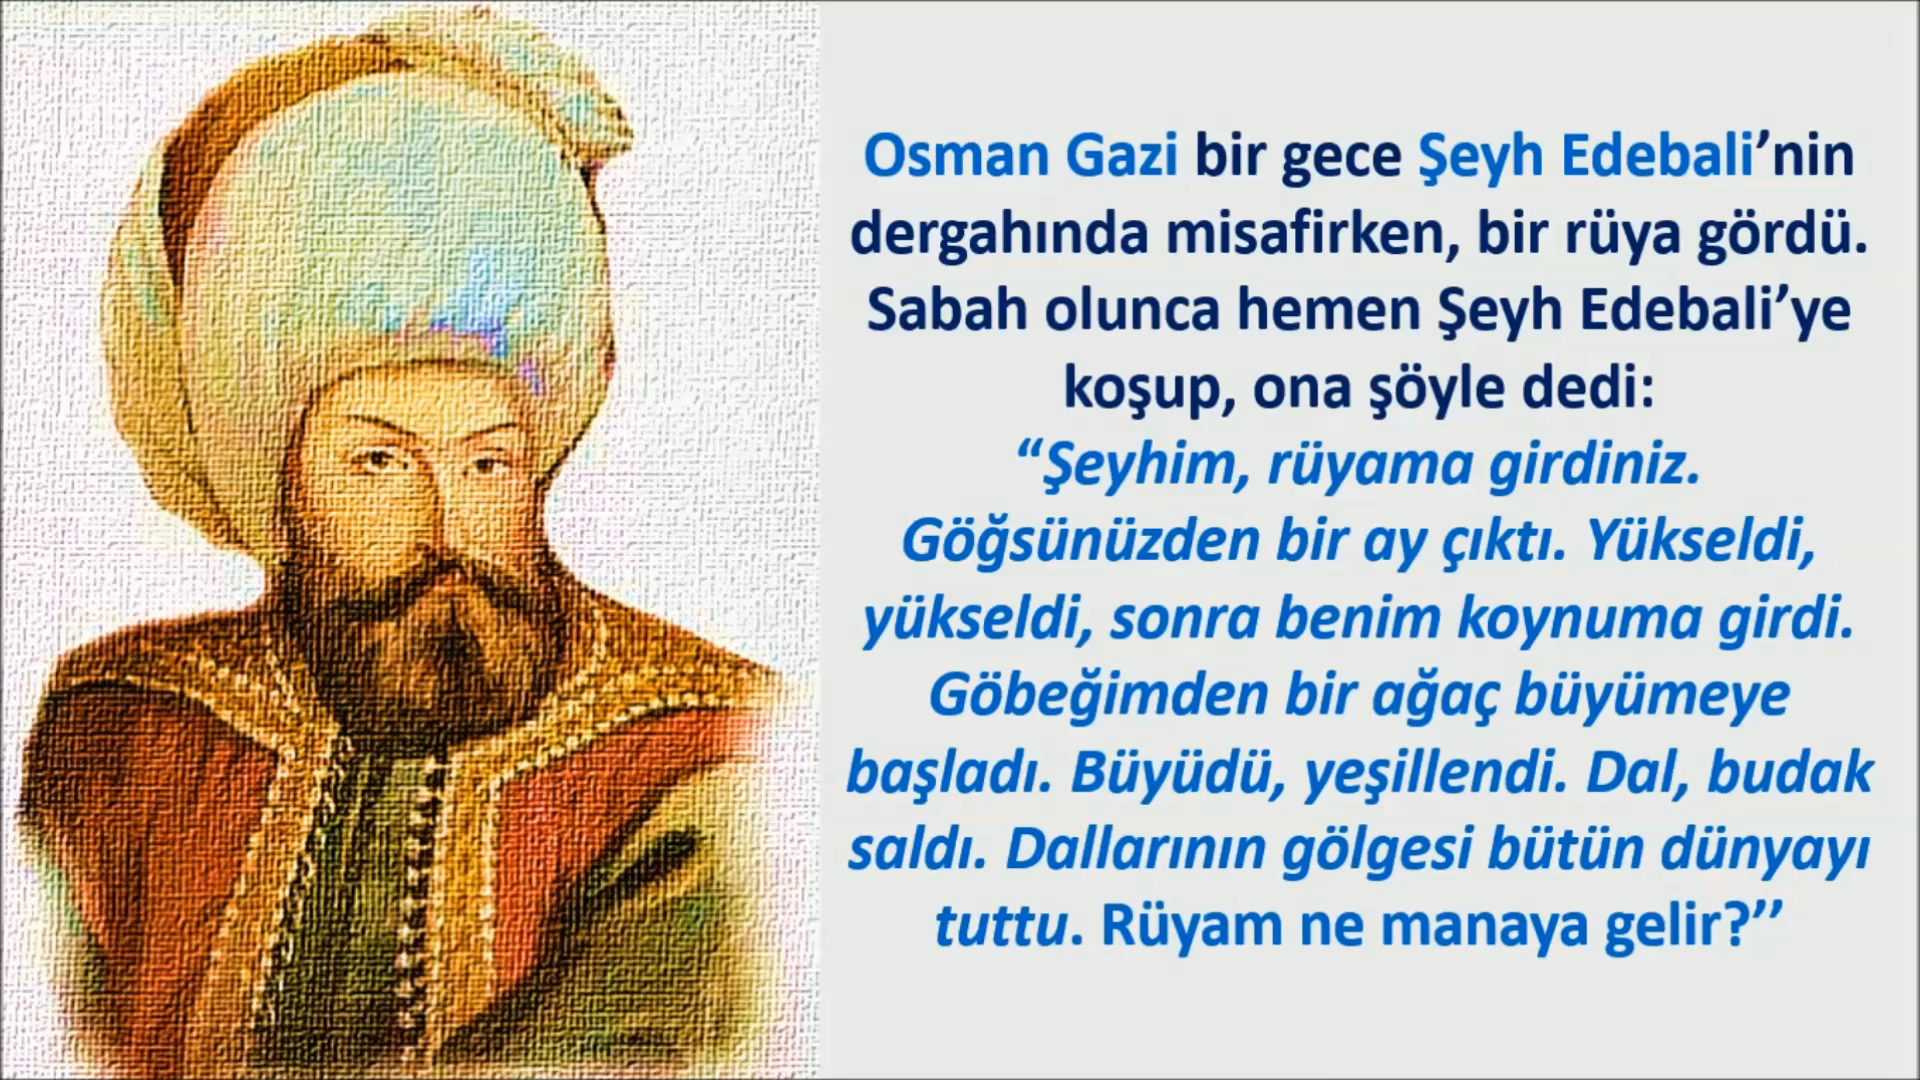 Osman Gazi bir gece Şeyh Edebali’nin
dergahında misafirken, bir rüya gördü.
Sabah olunca hemen Şeyh Edebali’ye
koşup, ona şöyle dedi:
“Şeyhim, rüyama girdiniz.
Göğsünüzden bir ay çıktı. Yükseldi,
yükseldi, sonra benim koynuma girdi.
Göbeğimden bir ağaç büyümeye
başladı. Büyüdü, yeşillendi. Dal, budak
saldı. Dallarının gölgesi bütün dünyayı
tuttu. Rüyam ne manaya gelir?’’